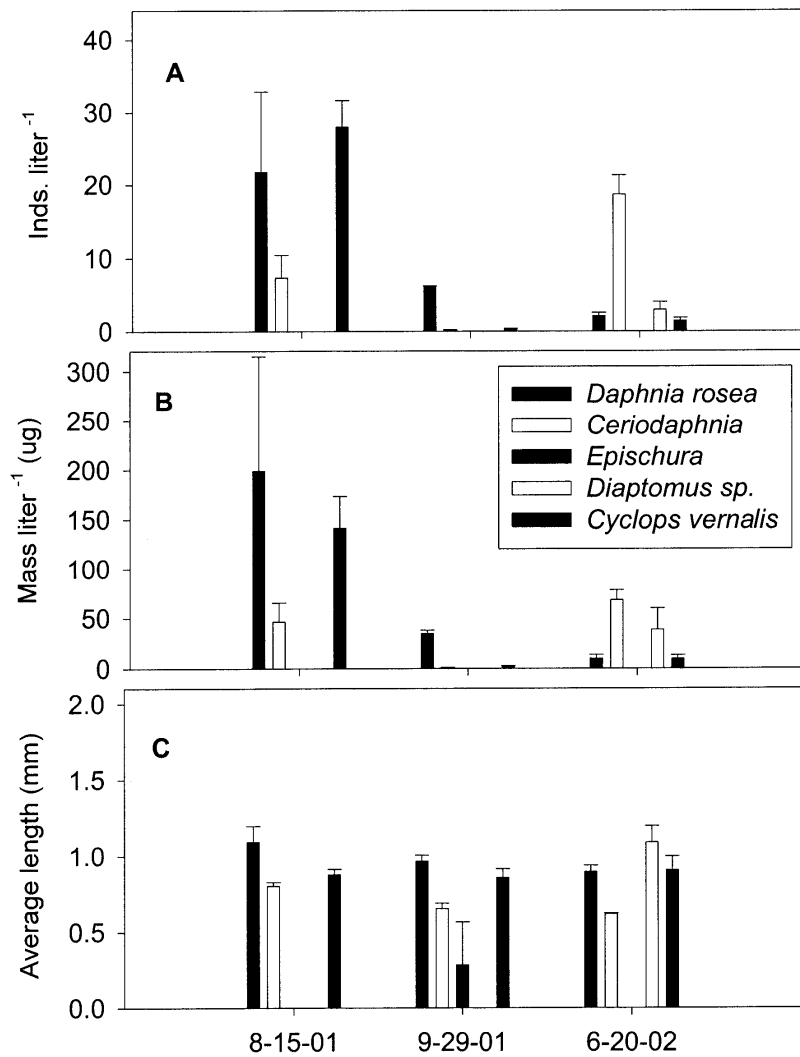 40
A
30
20
10
0
Inds. liter -1
300
B
250
200
150
100
50
0
Mass liter -1 (ug)
Daphnia rosea
Ceriodaphnia
Epischura
Diaptomus sp.
Cyclops vernalis
2.0
C
1.5
1.0
0.5
0.0
Average length (mm)
8-15-01 9-29-01 6-20-02